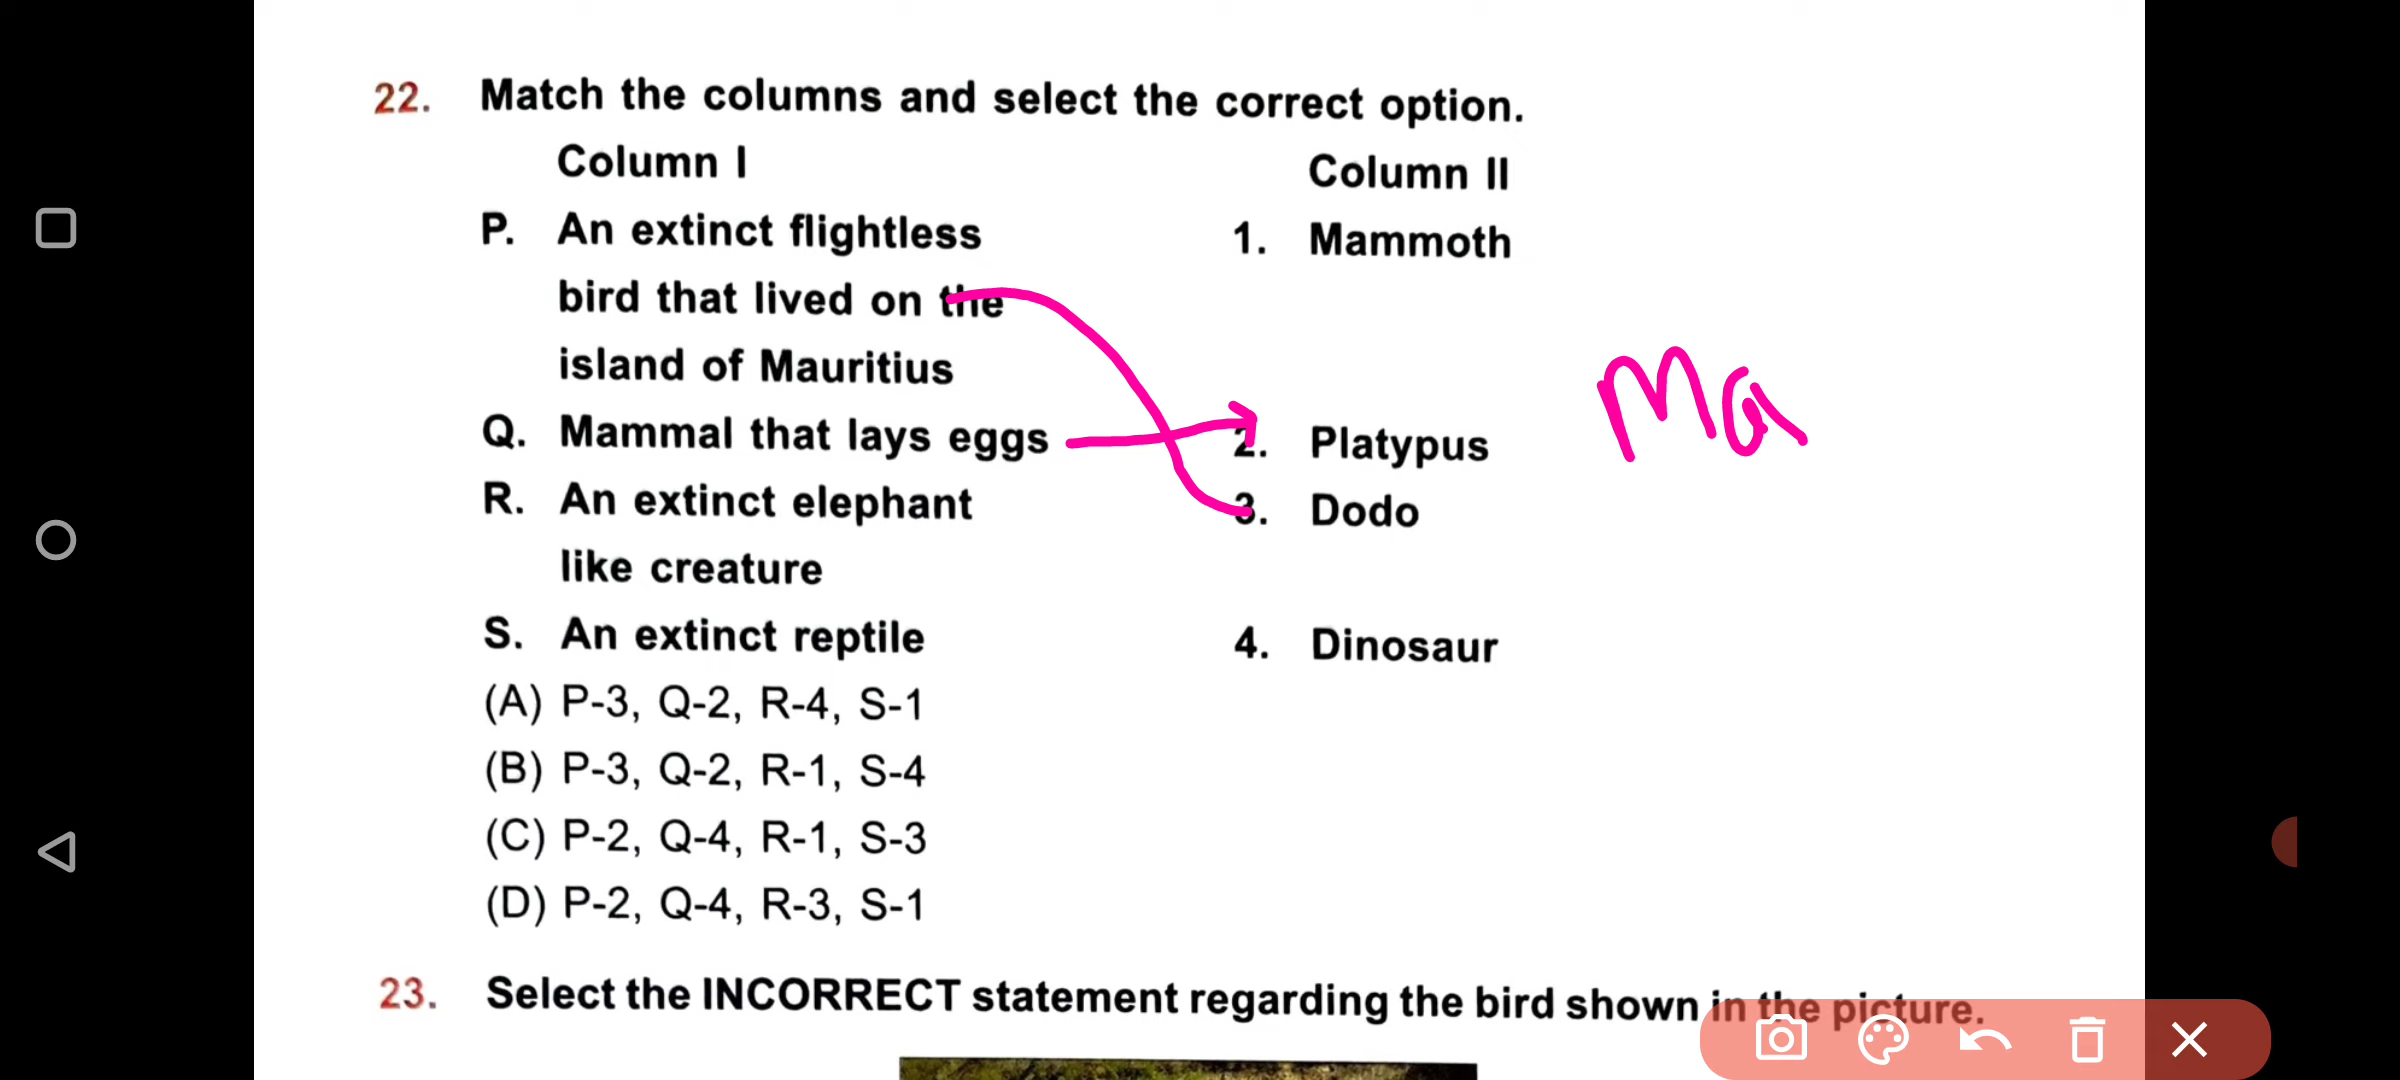 22. Match the columns and select the correct option.
Column I Column II
P. An extinct flightless 1. Mammoth
bird that lived on the
island of Mauritius
Q. Mammal that lays eggs 2. Platypus
Ma
R. An extinct elephant 3. Dodo
like creature
S. An extinct reptile 4. Dinosaur
(A) P-3, Q-2, R-4, S-1
(B) P-3, Q-2, R-1, S-4
(C) P-2, Q-4, R-1, S-3
(D) P-2, Q-4, R-3, S-1
23. Select the INCORRECT statement regarding the bird shown in the picture.